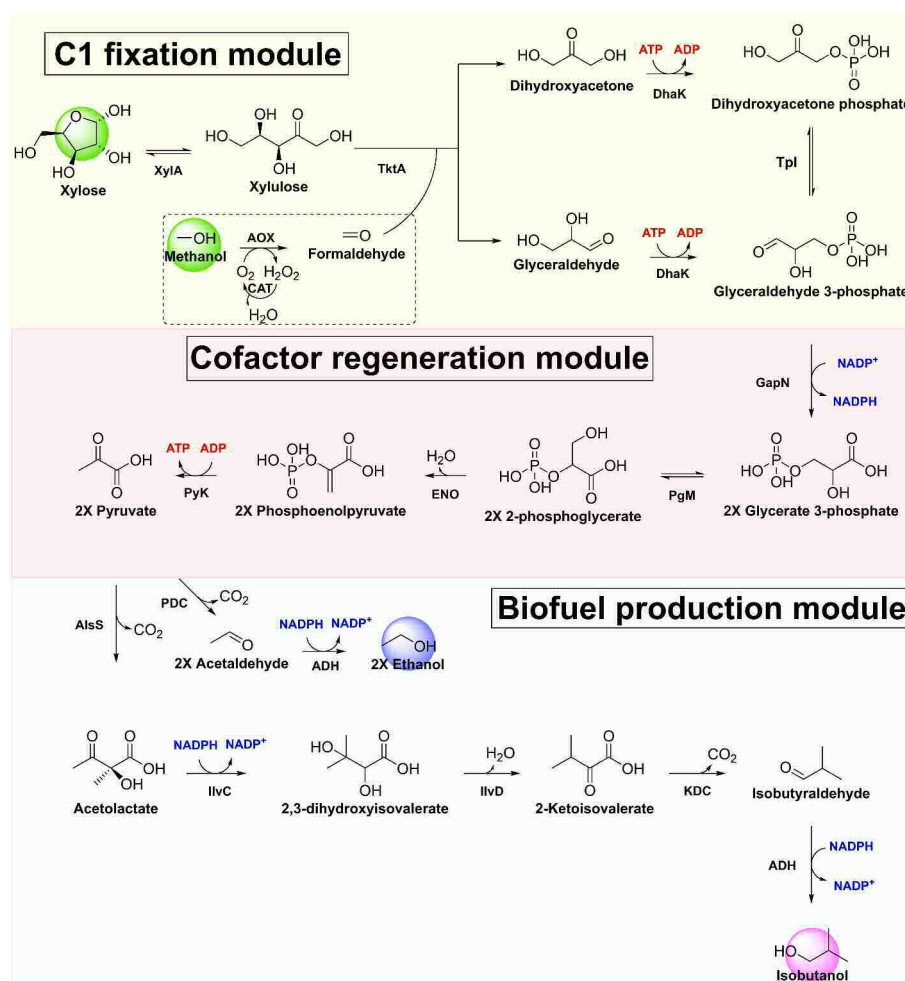 C1 fixation module
Xylose
XylA
Xylulose
TktA
Methanol
AOX
O2
H2O2
CAT
H2O
Formaldehyde
Dihydroxyacetone
ATP ADP
DhaK
Dihydroxyacetone phosphate
TpI
Glyceraldehyde
ATP ADP
DhaK
Glyceraldehyde 3-phosphate
Cofactor regeneration module
GapN
NADP+
NADPH
2X Pyruvate
ATP ADP
PyK
2X Phosphoenolpyruvate
H2O
ENO
2X 2-phosphoglycerate
PgM
2X Glycerate 3-phosphate
Biofuel production module
AlsS
CO2
PDC
CO2
2X Acetaldehyde
NADPH NADP+
ADH
2X Ethanol
Acetolactate
NADPH NADP+
IlvC
2,3-dihydroxyisovalerate
H2O
IlvD
2-Ketoisovalerate
CO2
KDC
Isobutyraldehyde
ADH
NADPH
NADP+
Isobutanol